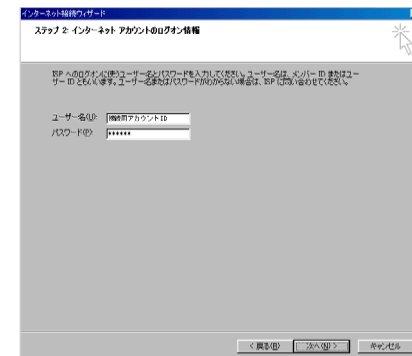 インターネット接続ウィザード
ステップ 2: インターネット アカウントのログオン情報
ISP へのログオンに使うユーザー名とパスワードを入力してください。ユーザー名は、メンバー ID またはユー
ザー ID ともいいます。ユーザー名またはパスワードがわからない場合は、ISP に問い合わせてください。
ユーザー名(U): 接続用アカウントID
パスワード(P): ******
< 戻る(B) 次へ(N) > キャンセル